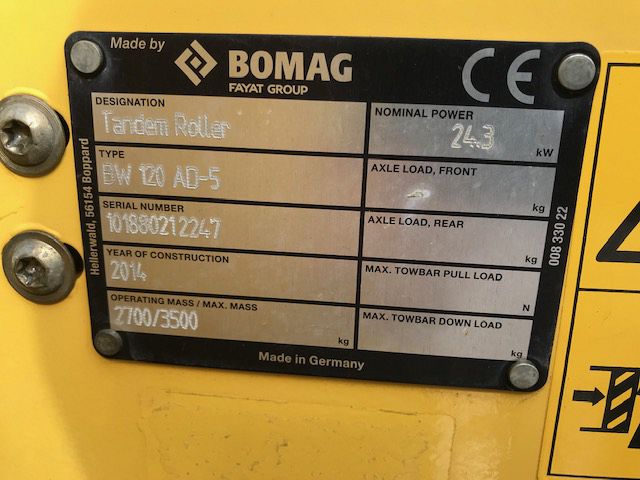 Made by BOMAG
FAYAT GROUP
CE
DESIGNATION
Tandem Roller
NOMINAL POWER
24.3 kW
TYPE
BW 120 AD-5
AXLE LOAD, FRONT
kg
SERIAL NUMBER
101880212247
AXLE LOAD, REAR
kg
YEAR OF CONSTRUCTION
2014
MAX. TOWBAR PULL LOAD
N
OPERATING MASS / MAX. MASS
2700/3500 kg
MAX. TOWBAR DOWN LOAD
kg
Made in Germany
Hellerwald, 56154 Boppard
008 330 22